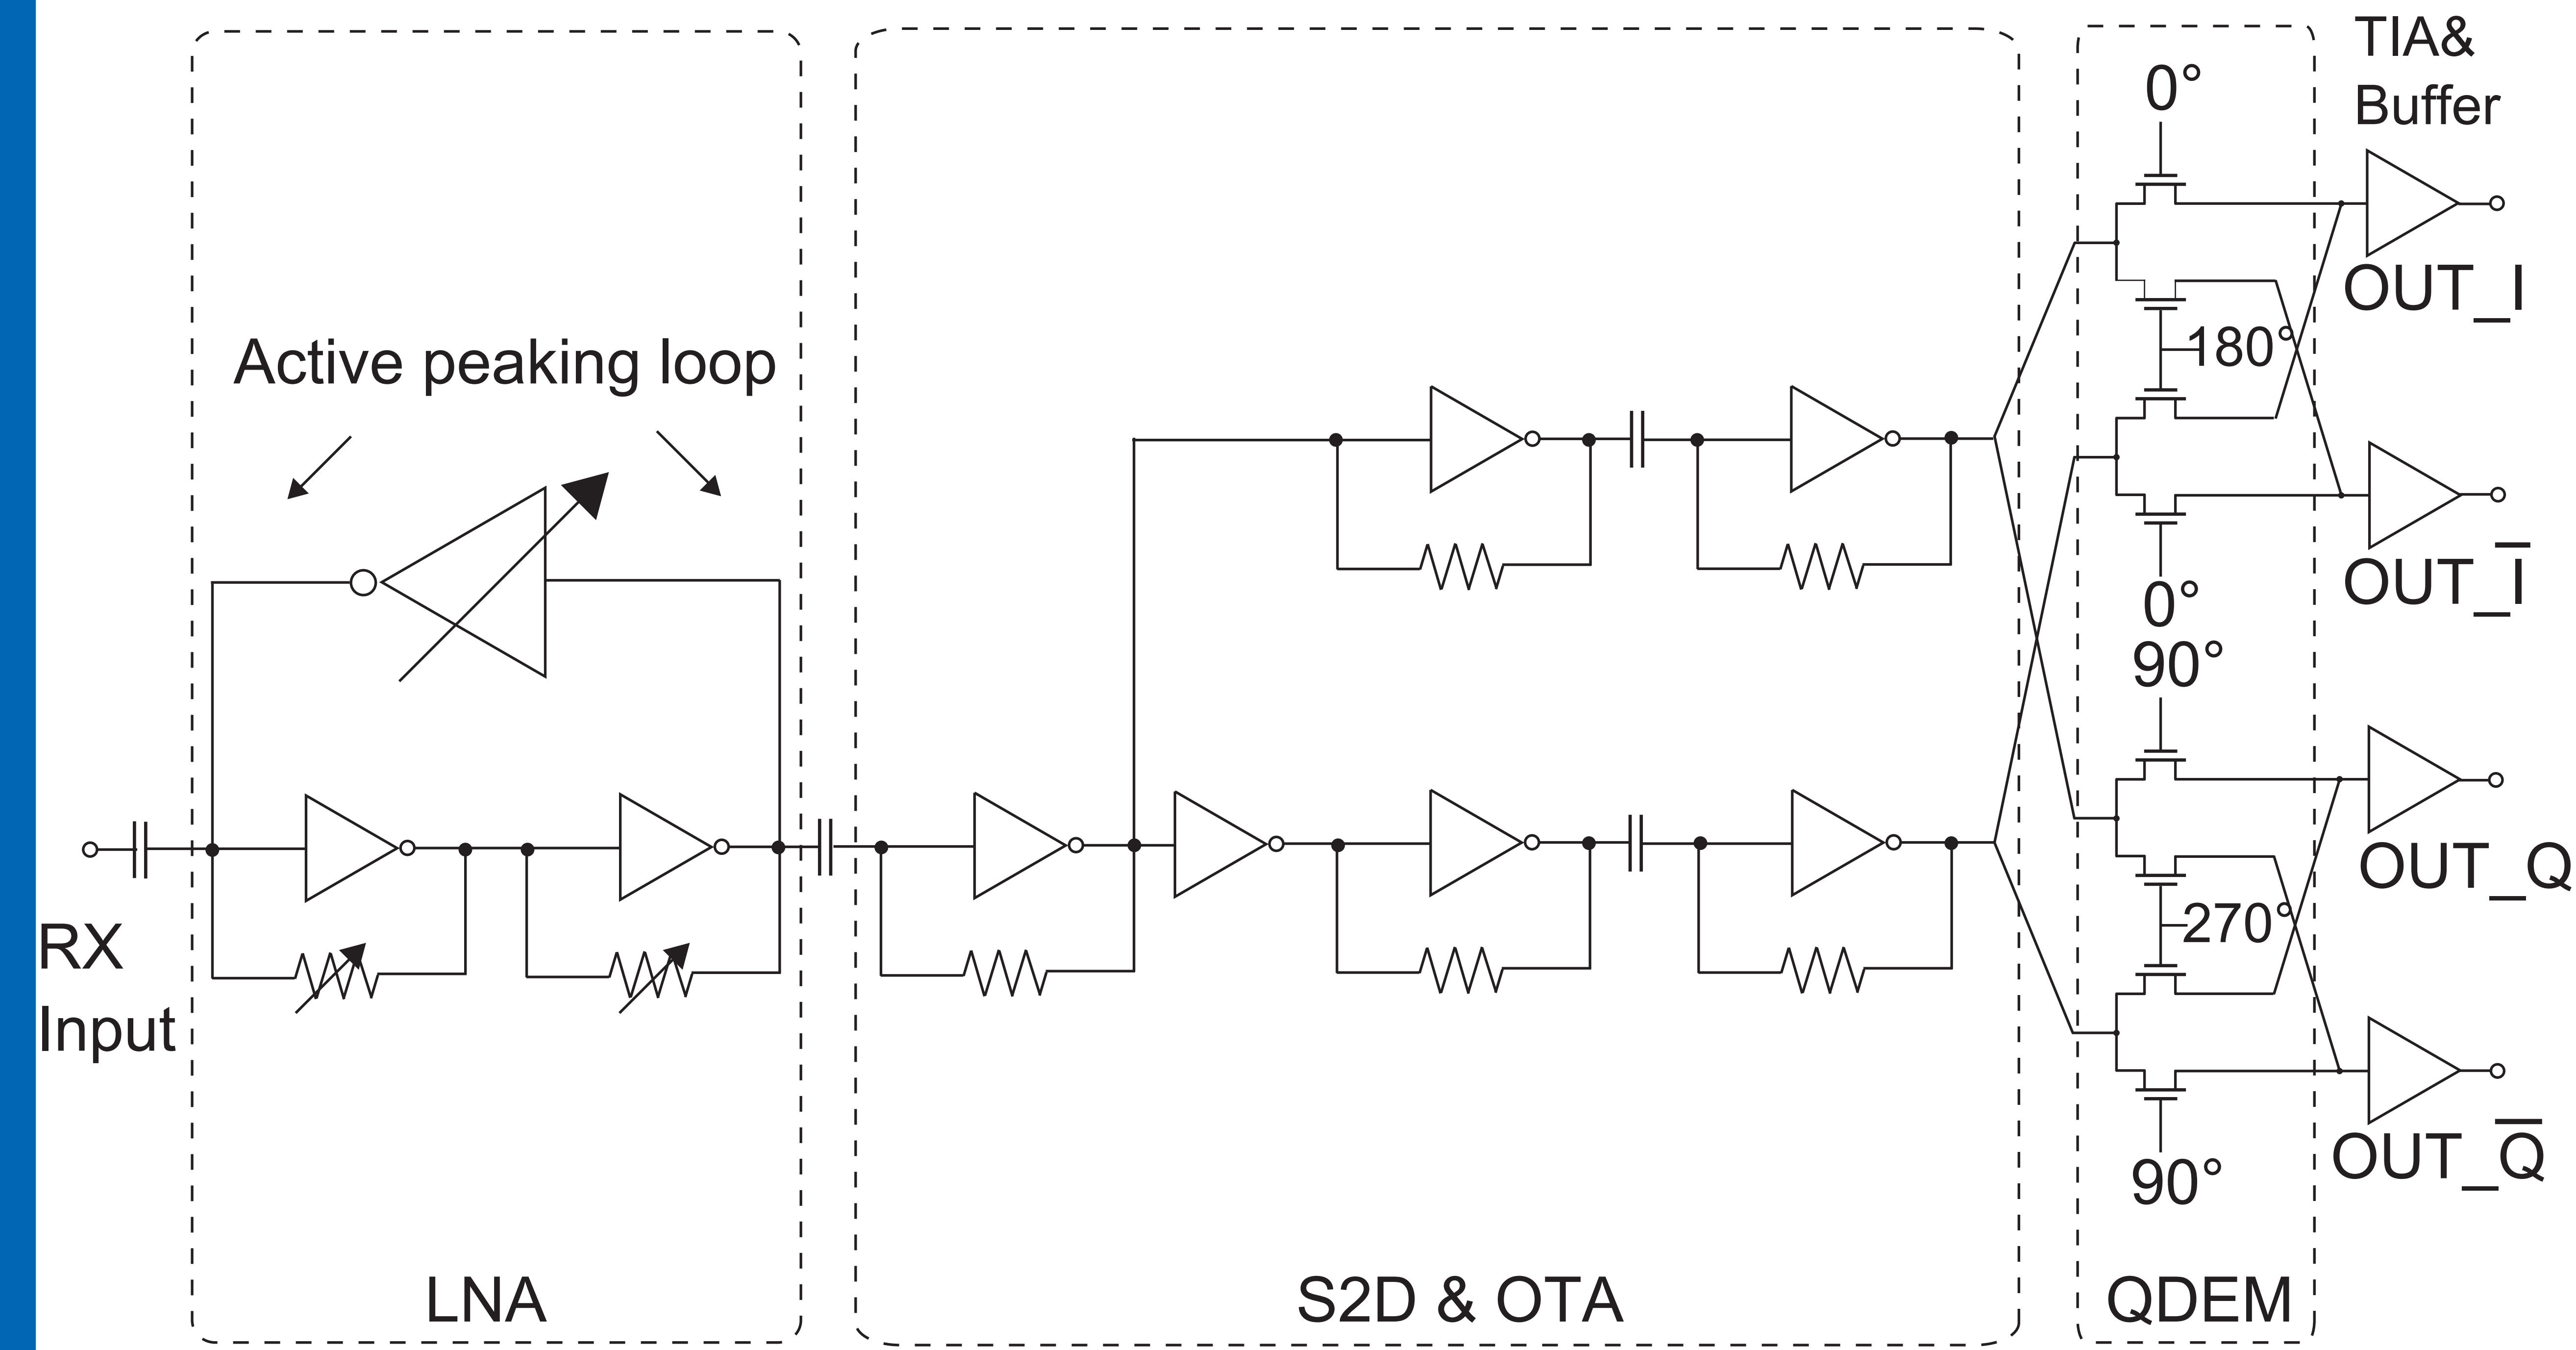 TIA&
Buffer
0°
OUT_I
180°
Active peaking loop
OUT_I̅
0°
90°
OUT_Q
270°
RX
Input
OUT_Q̅
90°
LNA
S2D & OTA
QDEM